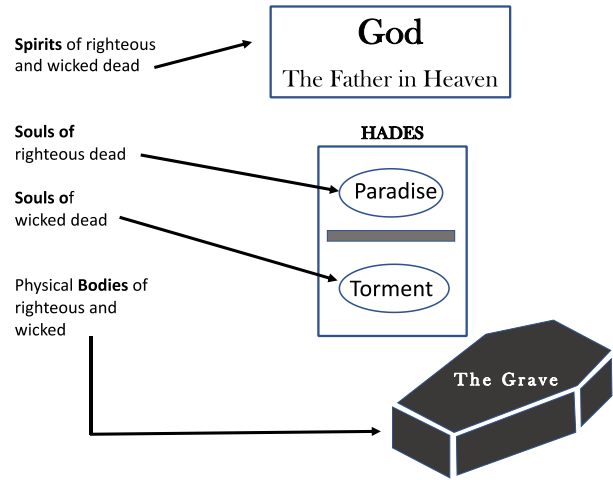 Spirits of righteous
and wicked dead
God
The Father in Heaven
HADES
Souls of
righteous dead
Paradise
Souls of
wicked dead
Torment
Physical Bodies of
righteous and
wicked
The Grave